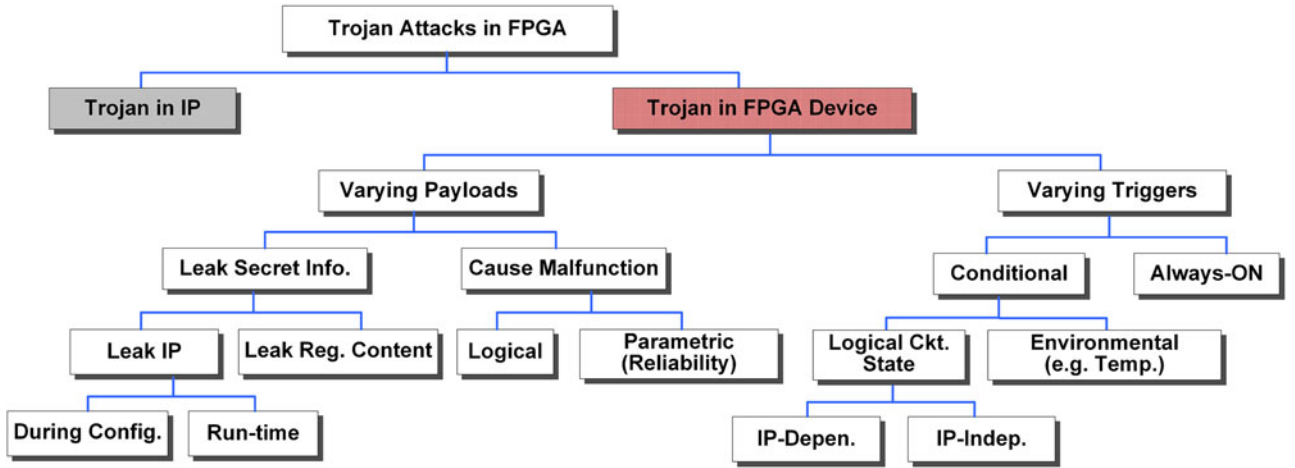 Trojan Attacks in FPGA
Trojan in IP
Trojan in FPGA Device
Varying Payloads
Varying Triggers
Leak Secret Info.
Cause Malfunction
Conditional
Always-ON
Leak IP
Leak Reg. Content
Logical
Parametric
(Reliability)
Logical Ckt.
State
Environmental
(e.g. Temp.)
During Config.
Run-time
IP-Depen.
IP-Indep.